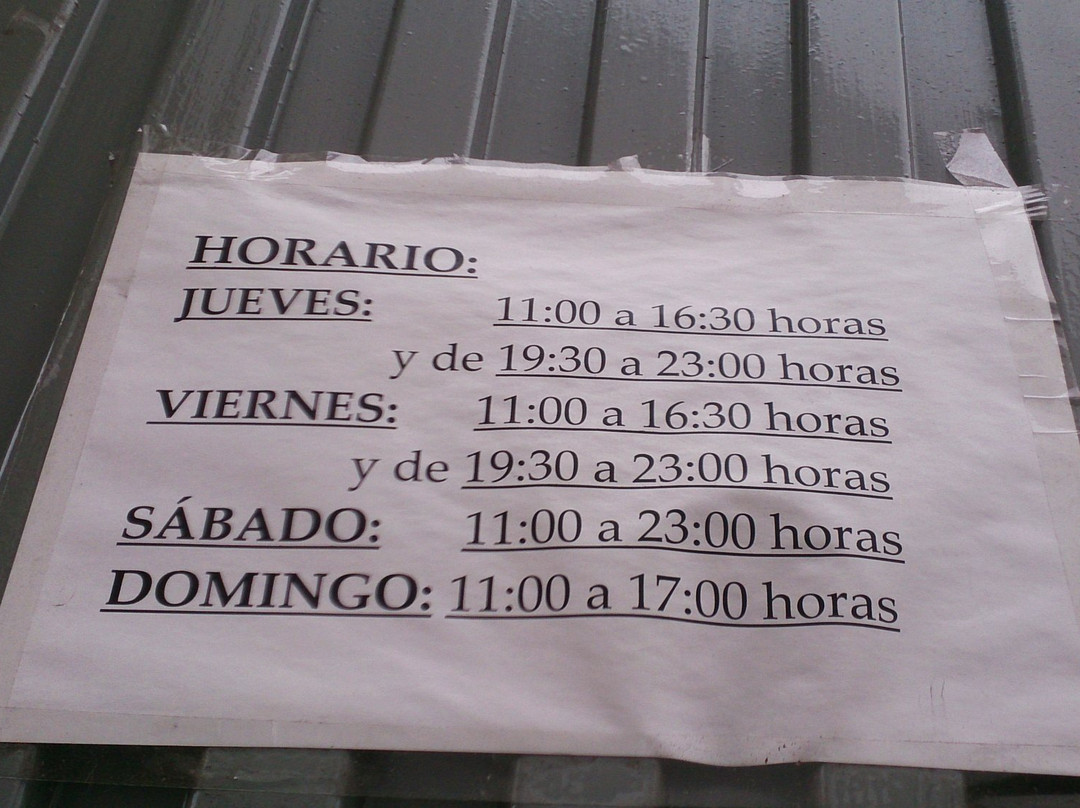 HORARIO:
JUEVES: 11:00 a 16:30 horas
y de 19:30 a 23:00 horas
VIERNES: 11:00 a 16:30 horas
y de 19:30 a 23:00 horas
SÁBADO: 11:00 a 23:00 horas
DOMINGO: 11:00 a 17:00 horas